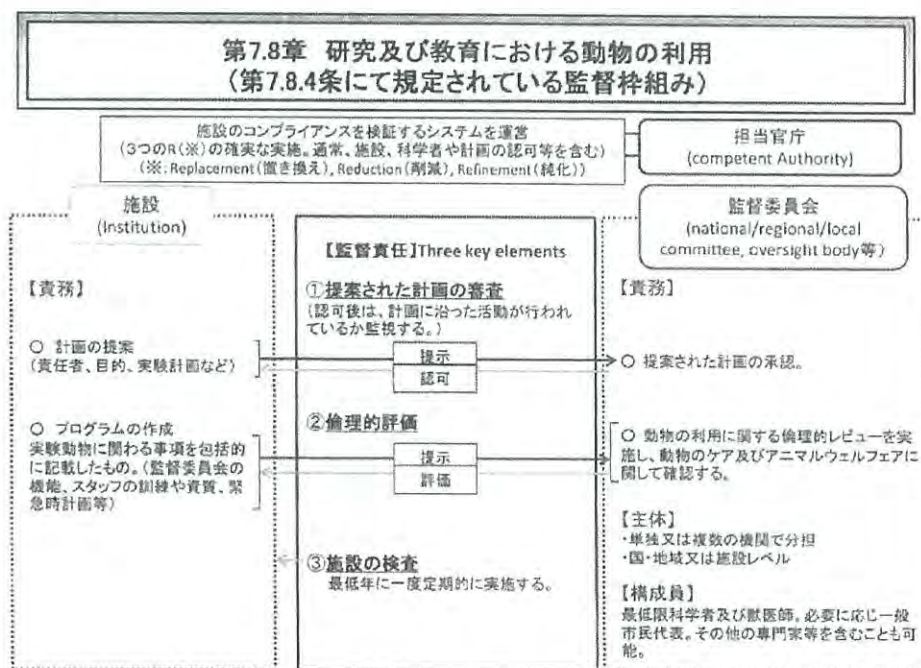 第7.8章 研究及び教育における動物の利用
（第7.8.4条にて規定されている監督枠組み）
施設のコンプライアンスを検証するシステムを運営
（3つのR（※）の確実な実施。通常、施設、科学者や計画の認可等を含む）
（※：Replacement（置き換え）, Reduction（削減）, Refinement（純化））
担当官庁
(competent Authority)
施設
(Institution)
【責務】
○ 計画の提案
（責任者、目的、実験計画など）
○ プログラムの作成
実験動物に関わる事項を包括的
に記載したもの。（監督委員会の
機能、スタッフの訓練や資質、緊
急時計画等）
【監督責任】Three key elements
①提案された計画の審査
（認可後は、計画に沿った活動が行われ
ているか監視する。）
提示
認可
②倫理的評価
提示
評価
③施設の検査
最低年に一度定期的に実施する。
監督委員会
(national/regional/local
committee, oversight body等）
【責務】
○ 提案された計画の承認。
○ 動物の利用に関する倫理的レビューを実
施し、動物のケア及びアニマルウェルフェアに
関して確認する。
【主体】
・単独又は複数の機関で分担
・国・地域又は施設レベル
【構成員】
最低限科学者及び獣医師。必要に応じ一般
市民代表。その他の専門家等を含むことも可
能。